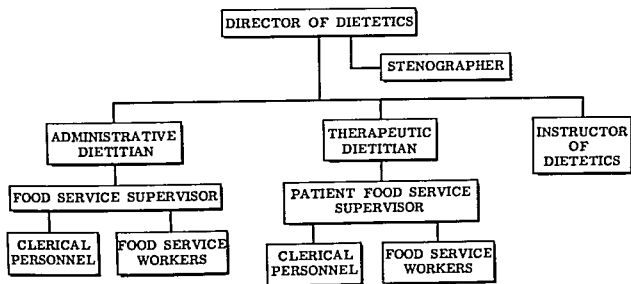 DIRECTOR OF DIETETICS
STENOGRAPHER
ADMINISTRATIVE
DIETITIAN
THERAPEUTIC
DIETITIAN
INSTRUCTOR
OF
DIETETICS
FOOD SERVICE SUPERVISOR
PATIENT FOOD SERVICE
SUPERVISOR
CLERICAL
PERSONNEL
FOOD SERVICE
WORKERS
CLERICAL
PERSONNEL
FOOD SERVICE
WORKERS